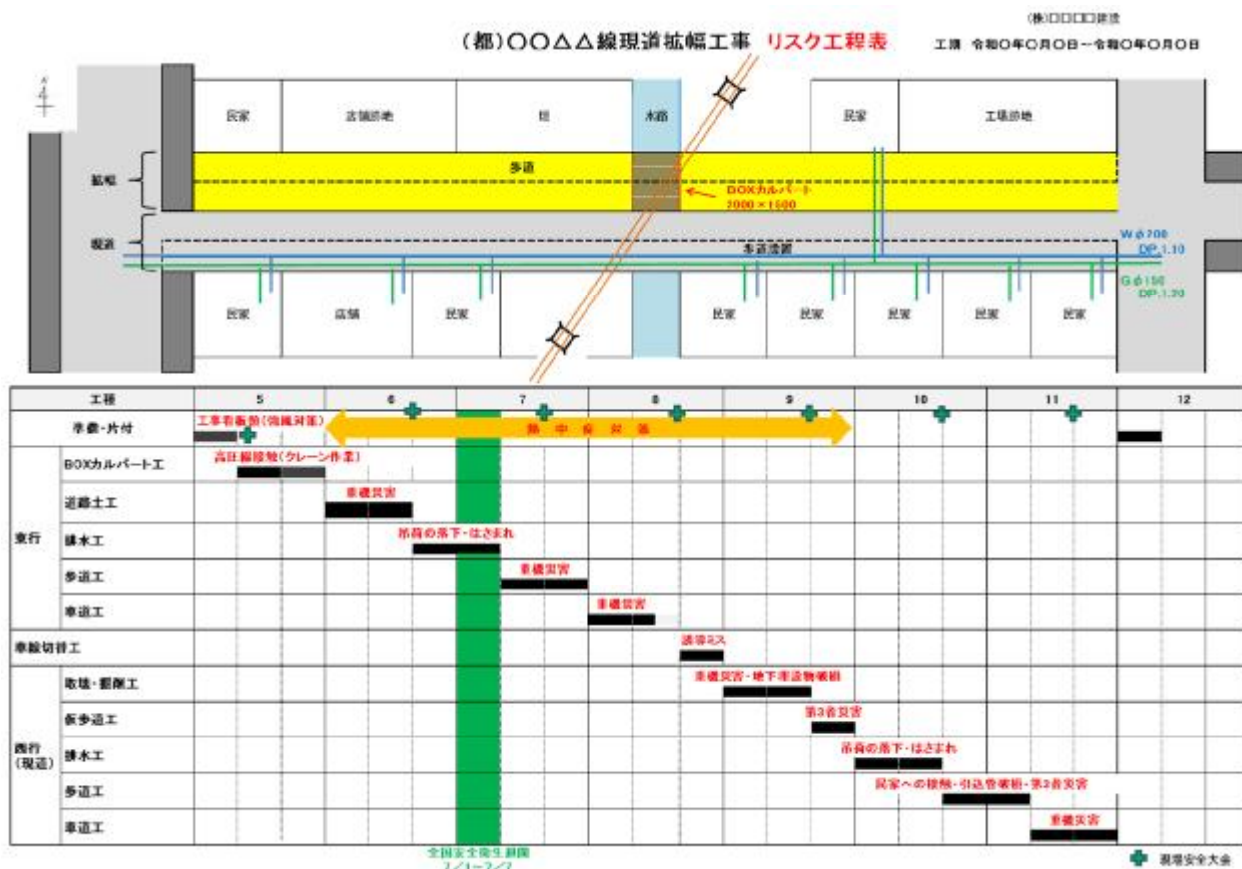 (株)□□□□建設
(都)○○△△線現道拡幅工事 リスク工程表
工期 令和○年○月○日～令和○年○月○日
民家 店舗跡地 畑 水路 民家 工場跡地
歩道
拡幅
BOXカルバート
2000×1500
現道
Wφ200
DP.1.10
歩道設置
Gφ150
DP.1.20
民家 店舗 民家 民家 民家 民家 民家 民家
工種 5 6 7 8 9 10 11 12
準備・片付 工事看板類(強風対策) 熱中症対策
東行
BOXカルバート工 高圧線接触(クレーン作業)
道路土工 重機災害
排水工 吊荷の落下・はさまれ
歩道工 重機災害
車道工 重機災害
車線切替工 誘導ミス
西行
(現道)
取壊・掘削工 重機災害・地下埋設物破損
仮歩道工 第3者災害
排水工 吊荷の落下・はさまれ
歩道工 民家への接触・引込管破損・第3者災害
車道工 重機災害
全国安全衛生週間
7/1～7/7
現場安全大会